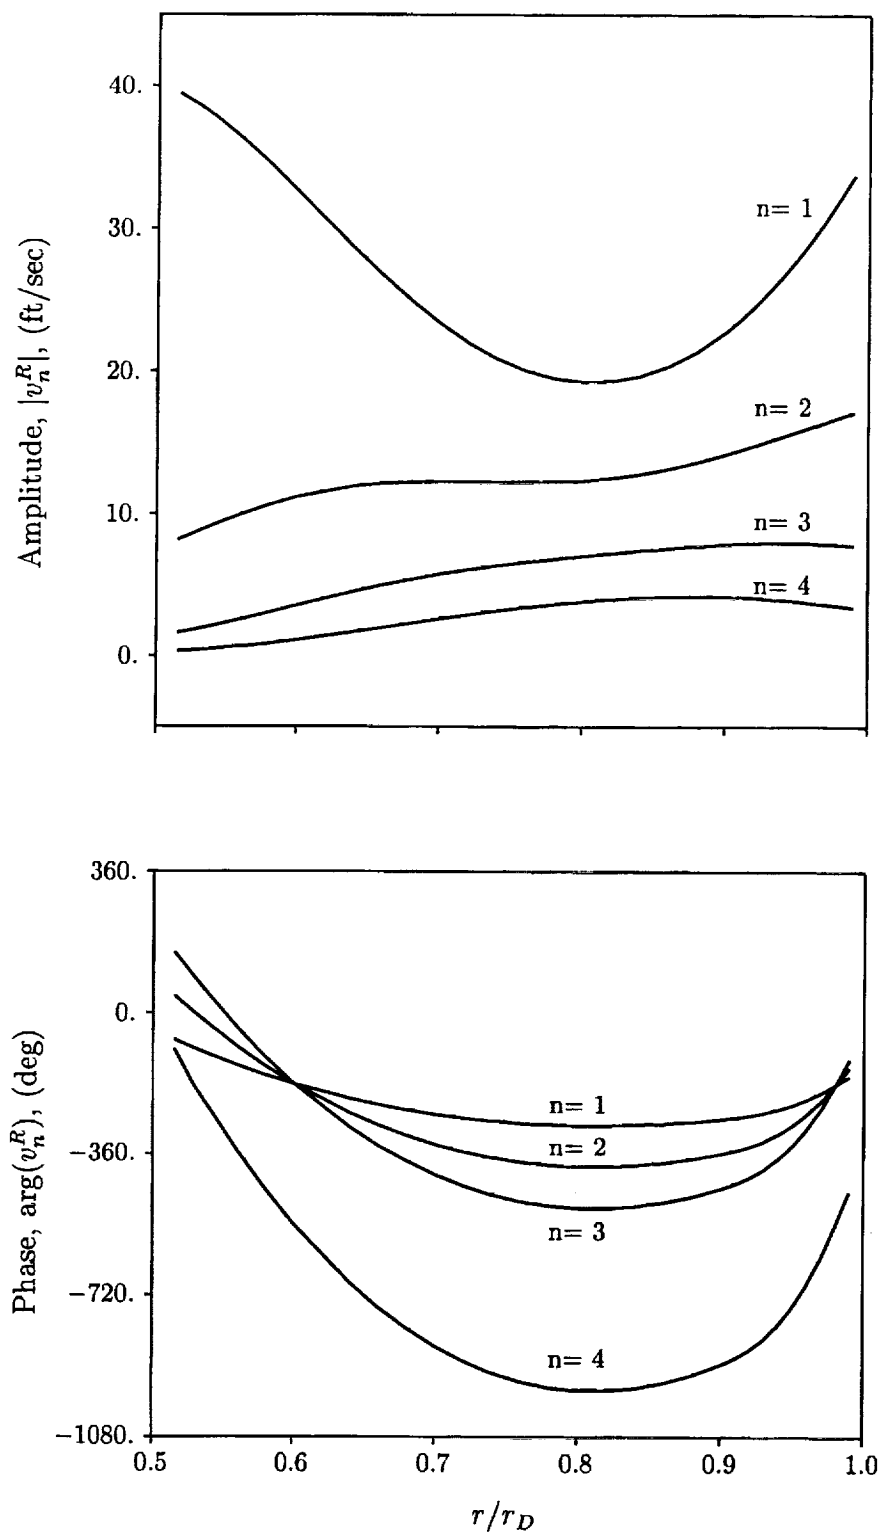 40.
30.
20.
10.
0.
Amplitude, |v_n^R|, (ft/sec)
n= 1
n= 2
n= 3
n= 4
360.
0.
−360.
−720.
−1080.
Phase, arg(v_n^R), (deg)
n= 1
n= 2
n= 3
n= 4
0.5 0.6 0.7 0.8 0.9 1.0
r/r_D